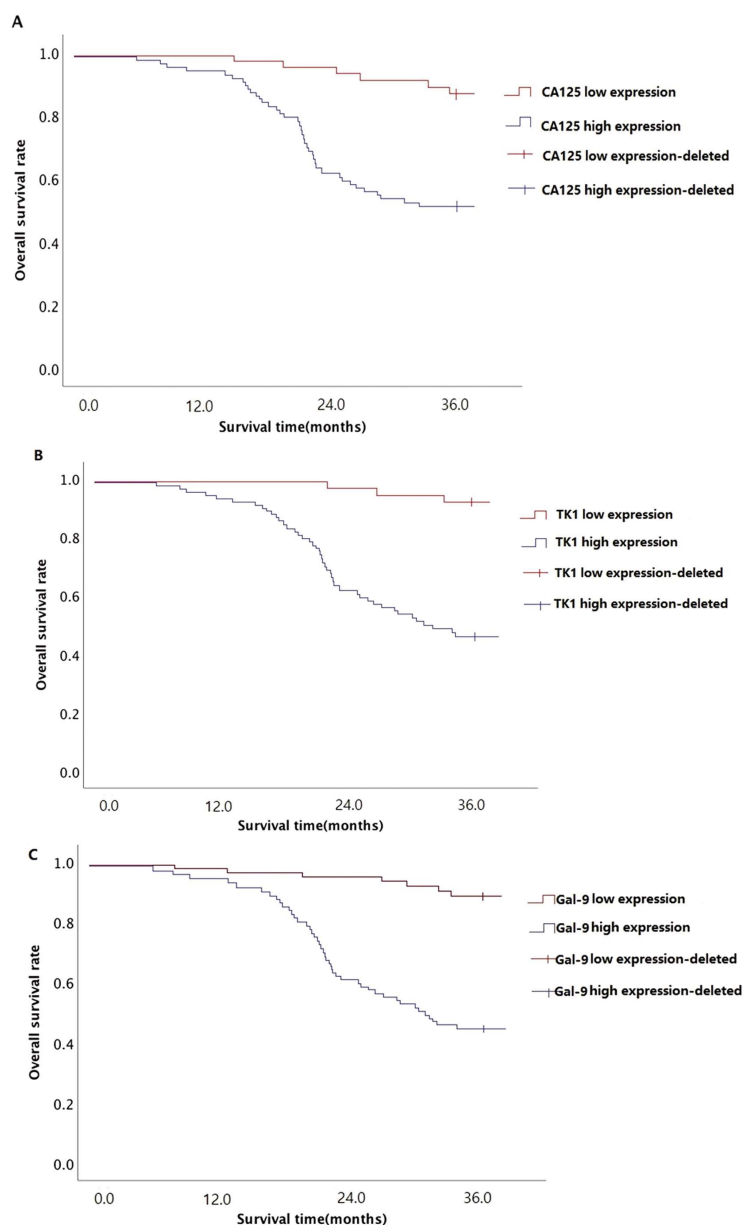 A
Overall survival rate
1.0
0.8
0.6
0.4
0.2
0.0
0.0 12.0 24.0 36.0
Survival time(months)
CA125 low expression
CA125 high expression
CA125 low expression-deleted
CA125 high expression-deleted
B
Overall survival rate
1.0
0.8
0.6
0.4
0.2
0.0
0.0 12.0 24.0 36.0
Survival time(months)
TK1 low expression
TK1 high expression
TK1 low expression-deleted
TK1 high expression-deleted
C
Overall survival rate
1.0
0.8
0.6
0.4
0.2
0.0
0.0 12.0 24.0 36.0
Survival time(months)
Gal-9 low expression
Gal-9 high expression
Gal-9 low expression-deleted
Gal-9 high expression-deleted